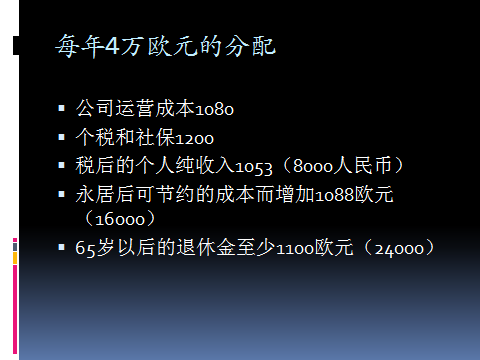 每年4万欧元的分配
公司运营成本1080
个税和社保1200
税后的个人纯收入1053（8000人民币）
永居后可节约的成本而增加1088欧元
（16000）
65岁以后的退休金至少1100欧元（24000）